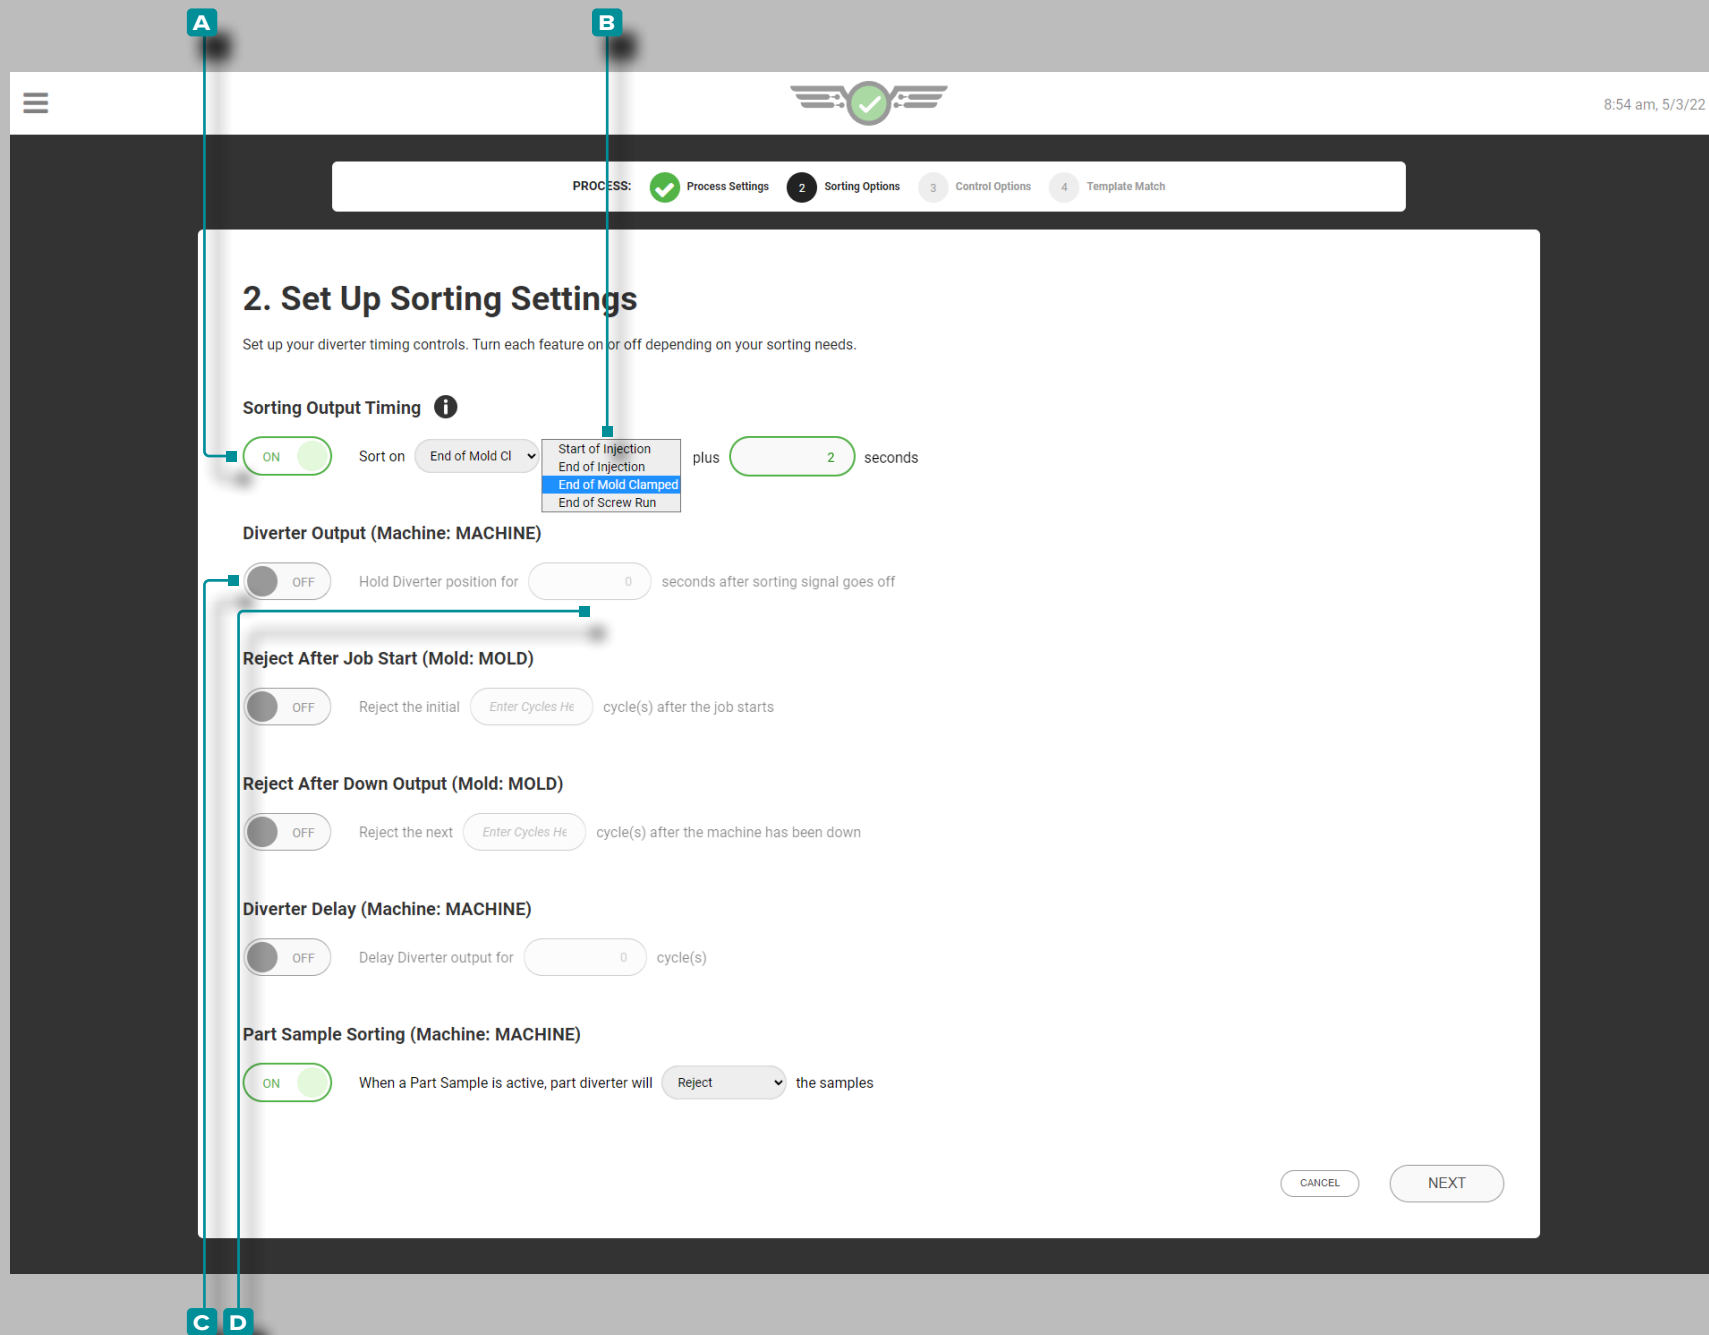 A B
8:54 am, 5/3/22
PROCESS: Process Settings 2 Sorting Options 3 Control Options 4 Template Match
2. Set Up Sorting Settings
Set up your diverter timing controls. Turn each feature on or off depending on your sorting needs.
Sorting Output Timing i
ON Sort on End of Mold Cl plus 2 seconds
Start of Injection
End of Injection
End of Mold Clamped
End of Screw Run
Diverter Output (Machine: MACHINE)
OFF Hold Diverter position for 0 seconds after sorting signal goes off
Reject After Job Start (Mold: MOLD)
OFF Reject the initial Enter Cycles He cycle(s) after the job starts
Reject After Down Output (Mold: MOLD)
OFF Reject the next Enter Cycles He cycle(s) after the machine has been down
Diverter Delay (Machine: MACHINE)
OFF Delay Diverter output for 0 cycle(s)
Part Sample Sorting (Machine: MACHINE)
ON When a Part Sample is active, part diverter will Reject the samples
CANCEL NEXT
C D